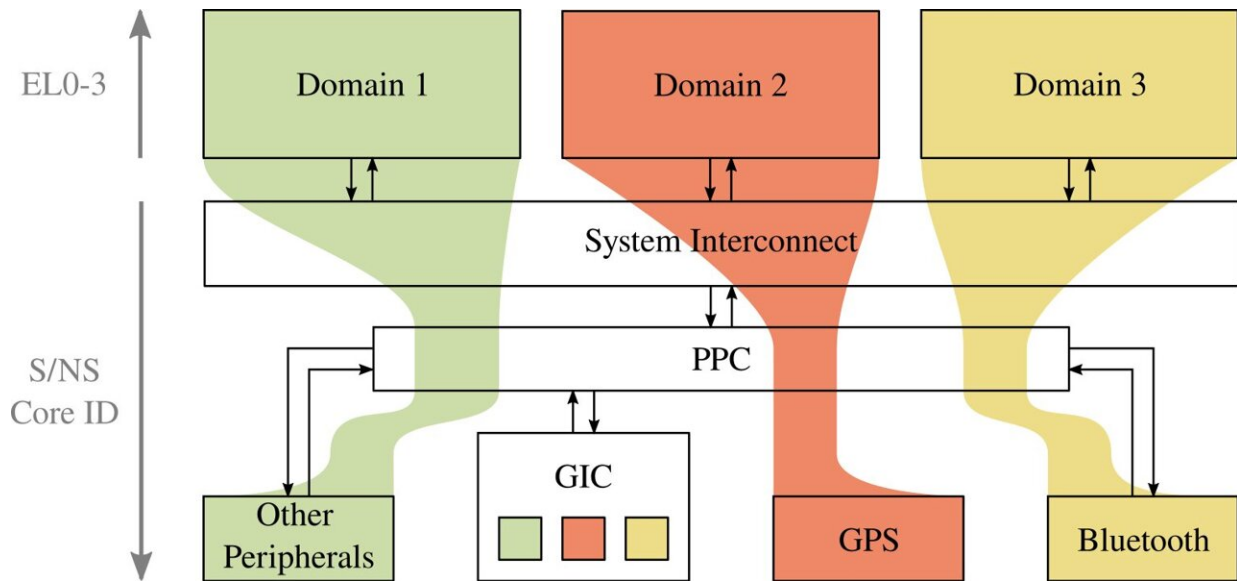 EL0-3
Domain 1
Domain 2
Domain 3
System Interconnect
S/NS
Core ID
PPC
GIC
Other
Peripherals
GPS
Bluetooth